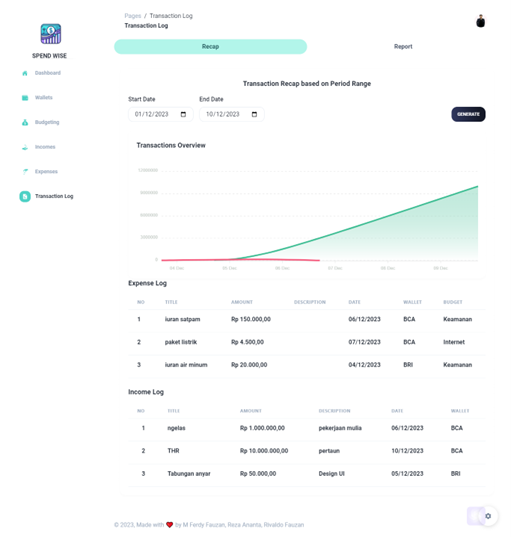 Pages / Transaction Log
Transaction Log
SPEND WISE
Dashboard
Wallets
Budgeting
Incomes
Expenses
Transaction Log
Recap
Report
Transaction Recap based on Period Range
Start Date
End Date
01/12/2023
10/12/2023
GENERATE
Transactions Overview
0
04 Dec
05 Dec
06 Dec
07 Dec
08 Dec
09 Dec
Expense Log
NO TITLE AMOUNT DESCRIPTION DATE WALLET BUDGET
1 iuran satpam Rp 150.000,00 06/12/2023 BCA Keamanan
2 paket listrik Rp 4.500,00 07/12/2023 BCA Internet
3 iuran air minum Rp 20.000,00 04/12/2023 BRI Keamanan
Income Log
NO TITLE AMOUNT DESCRIPTION DATE WALLET
1 ngelas Rp 1.000.000,00 pekerjaan mulia 06/12/2023 BCA
2 THR Rp 10.000.000,00 pertaun 10/12/2023 BCA
3 Tabungan anyar Rp 50.000,00 Design UI 05/12/2023 BRI
© 2023, Made with ❤ by M Ferdy Fauzan, Reza Ananta, Rivaldo Fauzan